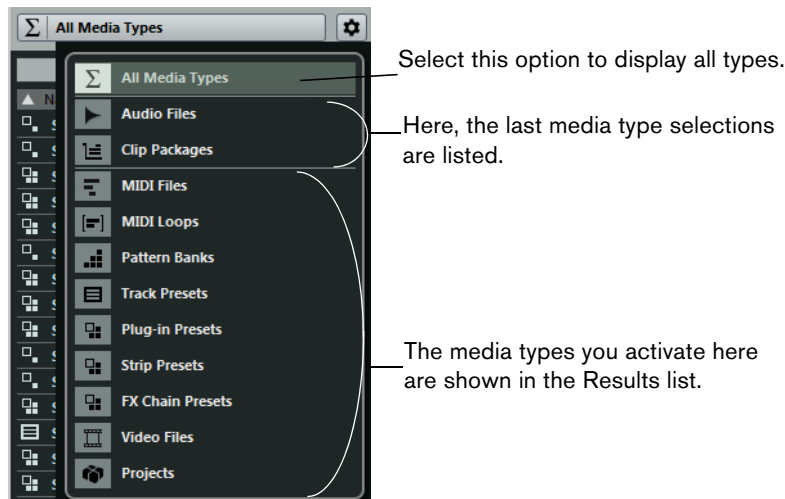 Σ All Media Types
N
Σ All Media Types
Audio Files
Clip Packages
MIDI Files
MIDI Loops
Pattern Banks
Track Presets
Plug-in Presets
Strip Presets
FX Chain Presets
Video Files
Projects
Select this option to display all types.
Here, the last media type selections
are listed.
The media types you activate here
are shown in the Results list.